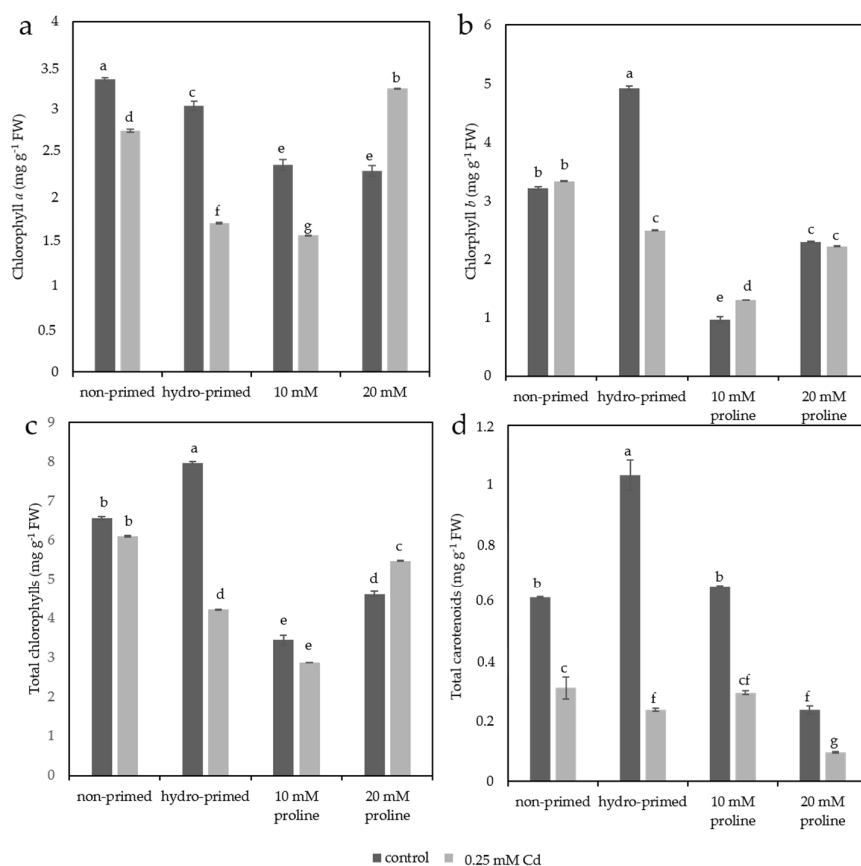 a
Chlorophyll a (mg g-1 FW)
4
3.5
3
2.5
2
1.5
1
0.5
0
a
d
c
f
e
g
e
b
non-primed
hydro-primed
10 mM
20 mM
b
Chlorphyll b (mg g-1 FW)
6
5
4
3
2
1
0
b
b
a
c
e
d
c
c
non-primed
hydro-primed
10 mM
proline
20 mM
proline
c
Total chlorophylls (mg g-1 FW)
9
8
7
6
5
4
3
2
1
0
b
b
a
d
e
e
d
c
non-primed
hydro-primed
10 mM
proline
20 mM
proline
d
Total carotenoids (mg g-1 FW)
1.2
1
0.8
0.6
0.4
0.2
0
b
c
a
f
b
cf
f
g
non-primed
hydro-primed
10 mM
proline
20 mM
proline
control
0.25 mM Cd